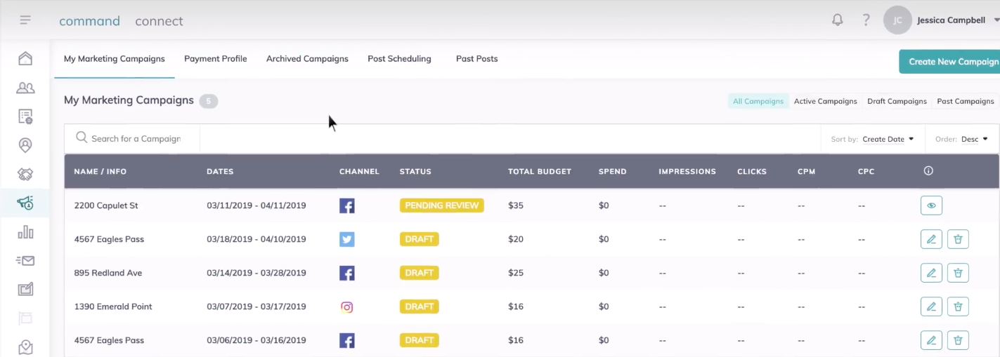 command connect JC Jessica Campbell
My Marketing Campaigns Payment Profile Archived Campaigns Post Scheduling Past Posts Create New Campaign
My Marketing Campaigns 5 All Campaigns Active Campaigns Draft Campaigns Past Campaigns
Search for a Campaign Sort by: Create Date Order: Desc
NAME / INFO DATES CHANNEL STATUS TOTAL BUDGET SPEND IMPRESSIONS CLICKS CPM CPC
2200 Capulet St 03/11/2019 - 04/11/2019 PENDING REVIEW $35 $0 -- -- -- --
4567 Eagles Pass 03/18/2019 - 04/10/2019 DRAFT $20 $0 -- -- -- --
895 Redland Ave 03/14/2019 - 03/28/2019 DRAFT $25 $0 -- -- -- --
1390 Emerald Point 03/07/2019 - 03/17/2019 DRAFT $16 $0 -- -- -- --
4567 Eagles Pass 03/06/2019 - 03/16/2019 DRAFT $16 $0 -- -- -- --